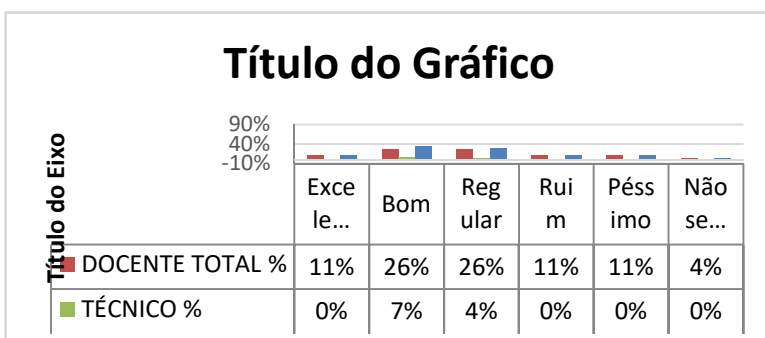 Título do Gráfico
Título do Eixo
90%
40%
-10%
Exce
le...
Bom
Reg
ular
Rui
m
Péss
imo
Não
se...
DOCENTE TOTAL % 11% 26% 26% 11% 11% 4%
TÉCNICO % 0% 7% 4% 0% 0% 0%